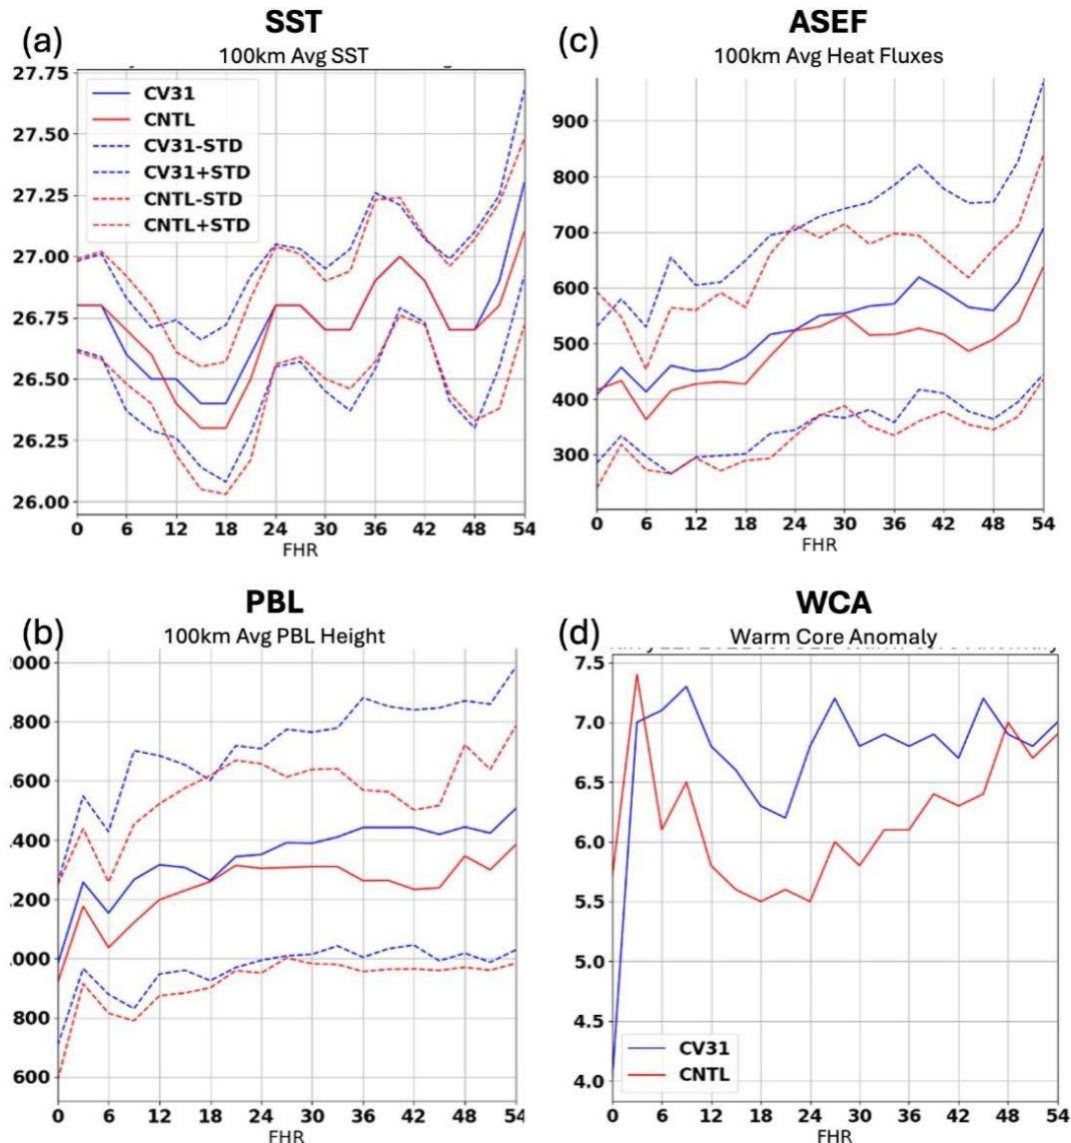 SST
(a)
100km Avg SST
27.75
27.50
27.25
27.00
26.75
26.50
26.25
26.00
CV31
CNTL
CV31-STD
CV31+STD
CNTL-STD
CNTL+STD
0 6 12 18 24 30 36 42 48 54
FHR
ASEF
(c)
100km Avg Heat Fluxes
900
800
700
600
500
400
300
0 6 12 18 24 30 36 42 48 54
FHR
PBL
(b)
100km Avg PBL Height
000
800
600
400
200
000
800
600
0 6 12 18 24 30 36 42 48 54
FHR
WCA
(d)
Warm Core Anomaly
7.5
7.0
6.5
6.0
5.5
5.0
4.5
4.0
CV31
CNTL
0 6 12 18 24 30 36 42 48 54
FHR